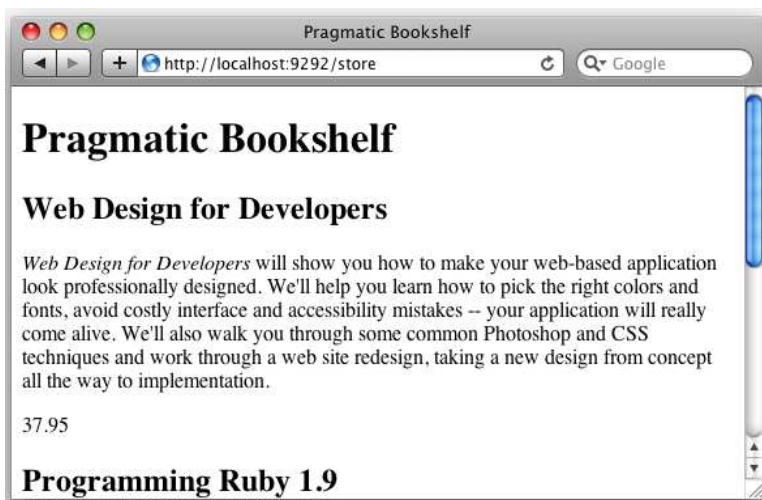 Pragmatic Bookshelf
http://localhost:9292/store
Google
Pragmatic Bookshelf
Web Design for Developers
Web Design for Developers will show you how to make your web-based application
look professionally designed. We'll help you learn how to pick the right colors and
fonts, avoid costly interface and accessibility mistakes -- your application will really
come alive. We'll also walk you through some common Photoshop and CSS
techniques and work through a web site redesign, taking a new design from concept
all the way to implementation.
37.95
Programming Ruby 1.9